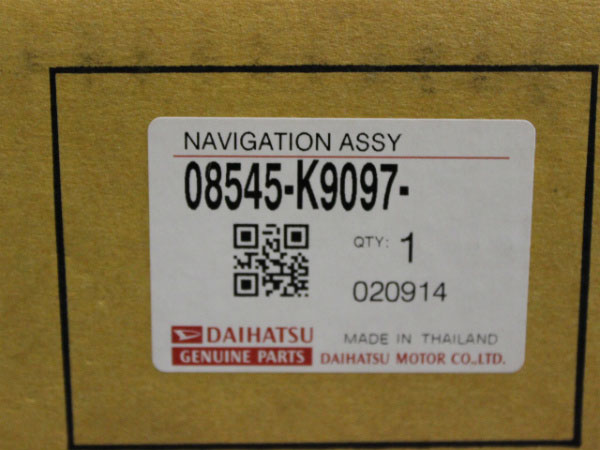 NAVIGATION ASSY
08545-K9097-
QTY: 1
020914
DAIHATSU
GENUINE PARTS
MADE IN THAILAND
DAIHATSU MOTOR CO.,LTD.